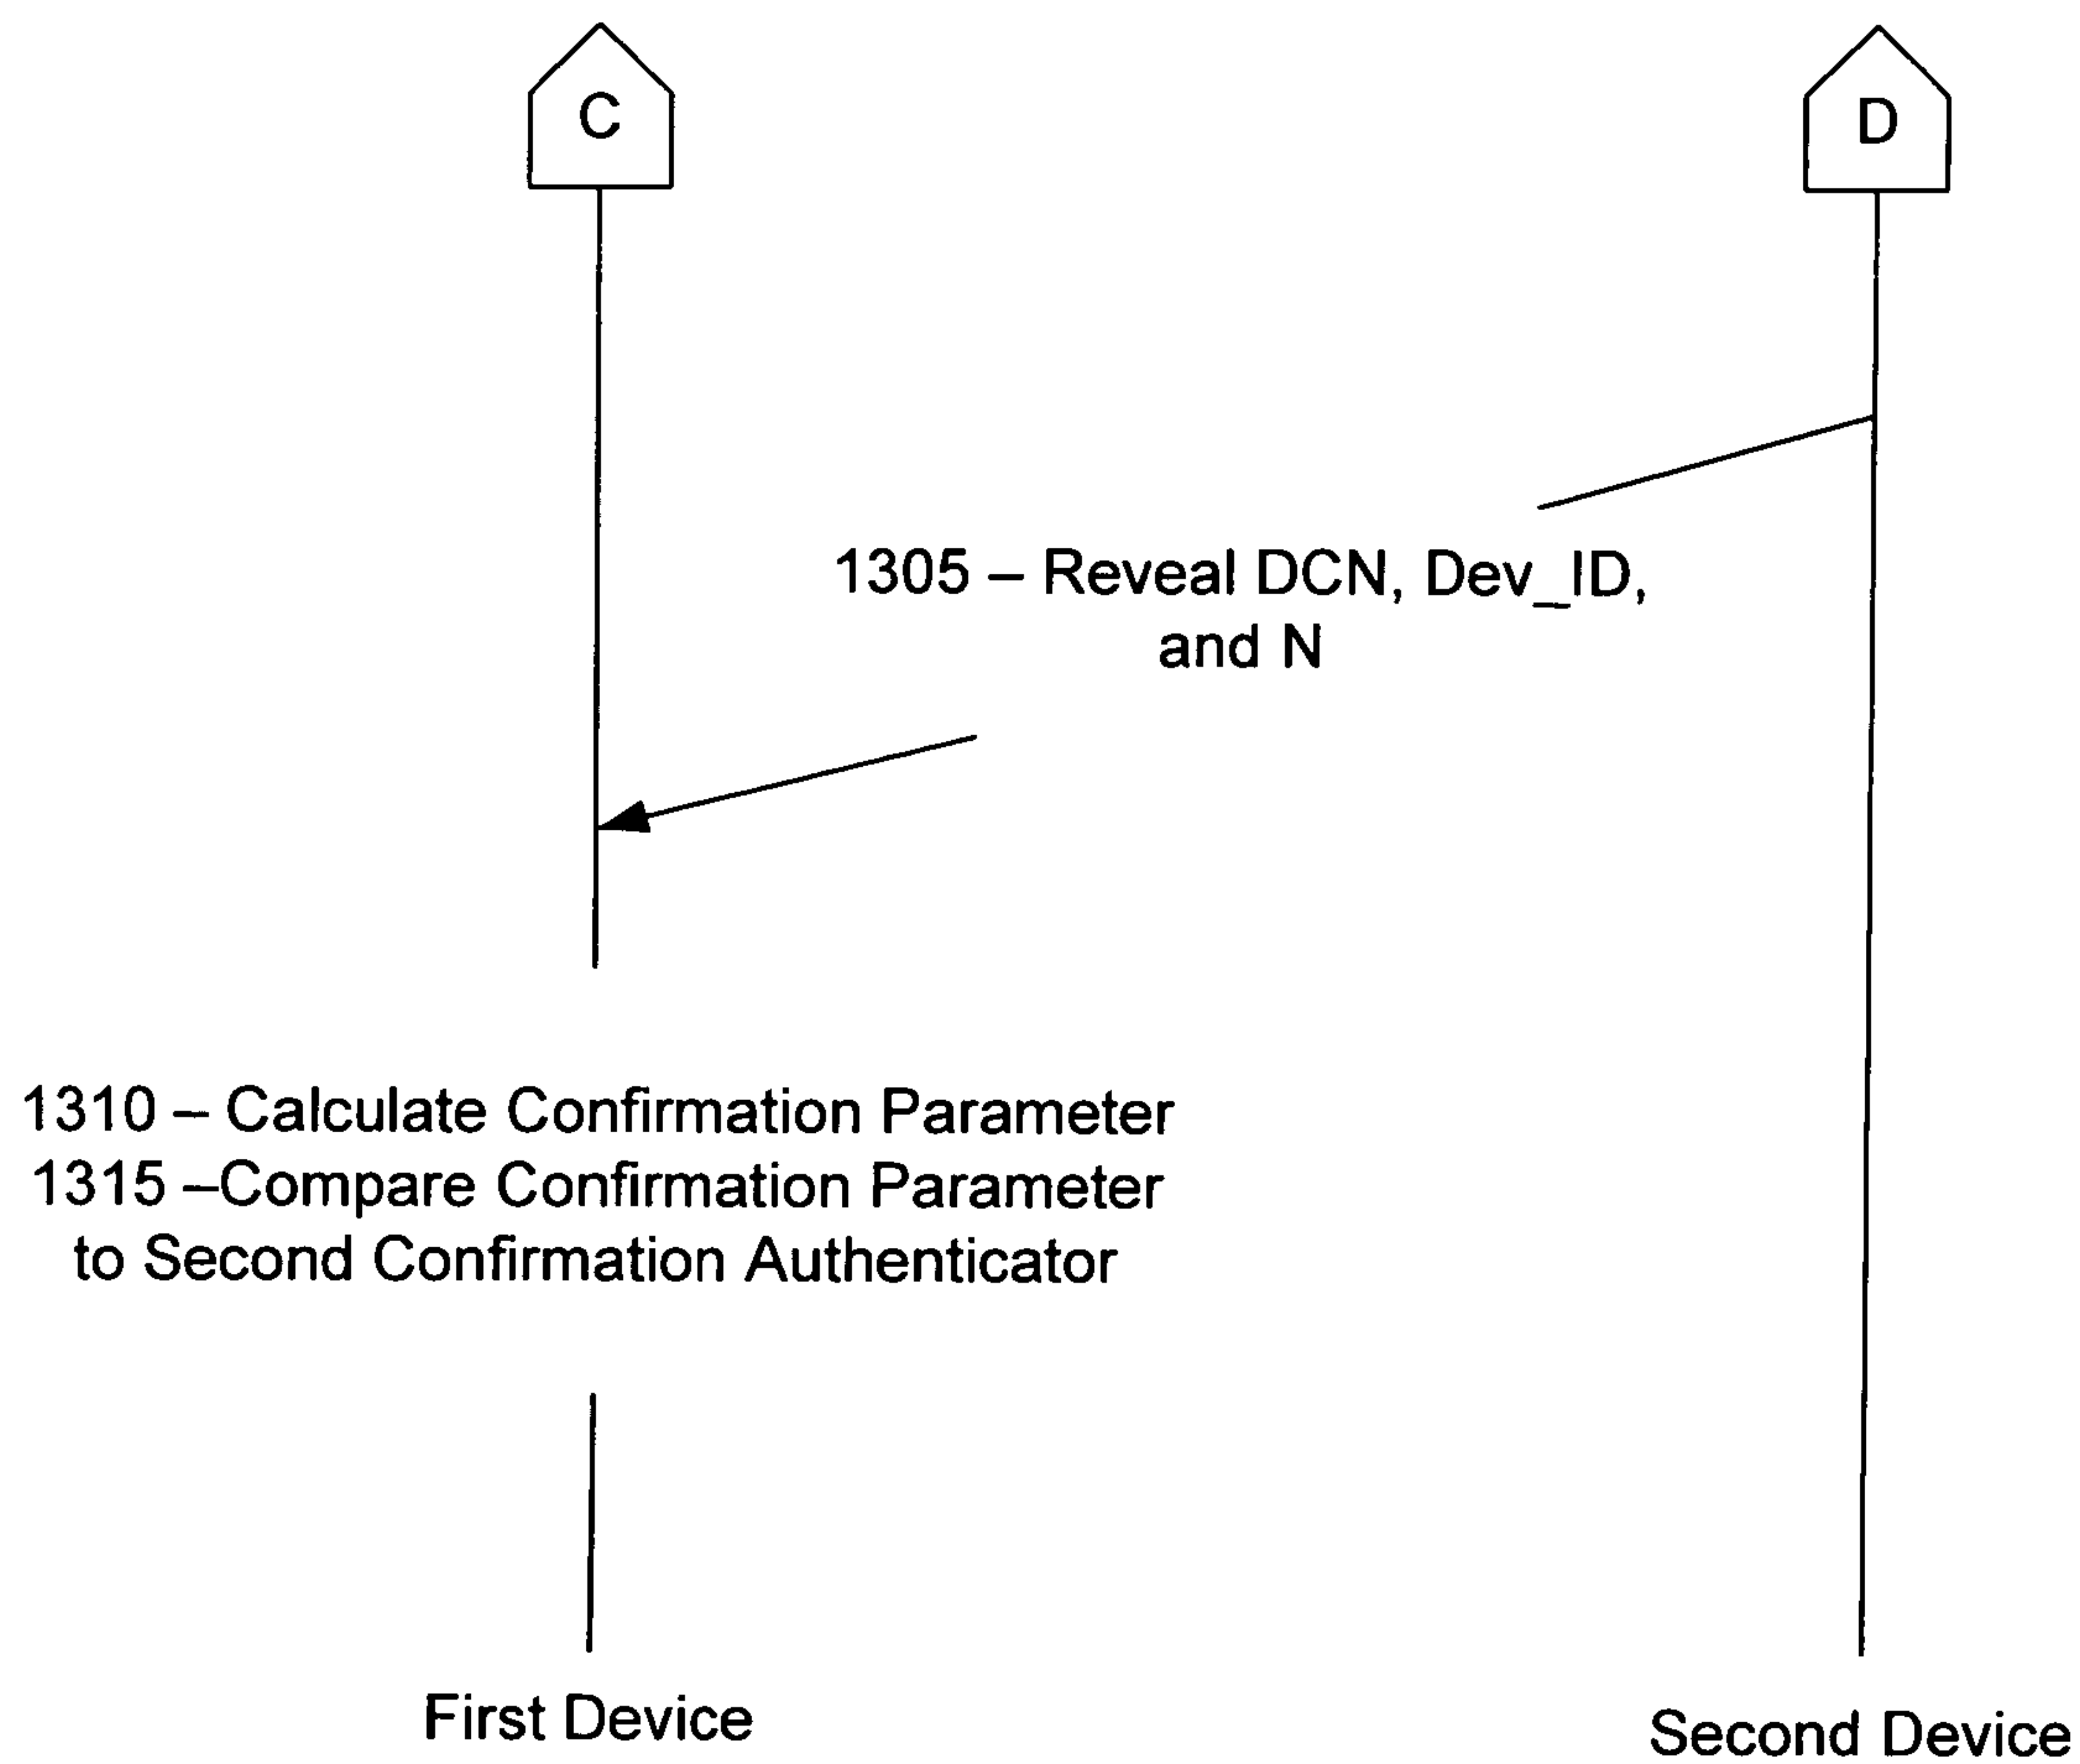 C
D
1305 – Reveal DCN, Dev_ID,
and N
1310 – Calculate Confirmation Parameter
1315 –Compare Confirmation Parameter
to Second Confirmation Authenticator
First Device
Second Device